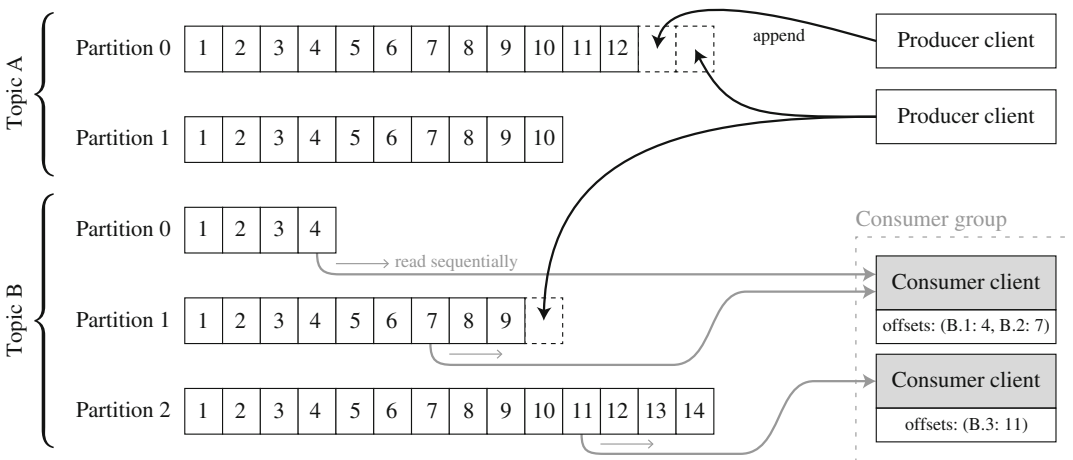 Topic A
Partition 0
1 2 3 4 5 6 7 8 9 10 11 12
append
Producer client
Producer client
Partition 1
1 2 3 4 5 6 7 8 9 10
Topic B
Partition 0
1 2 3 4
read sequentially
Consumer group
Consumer client
offsets: (B.1: 4, B.2: 7)
Partition 1
1 2 3 4 5 6 7 8 9
Consumer client
offsets: (B.3: 11)
Partition 2
1 2 3 4 5 6 7 8 9 10 11 12 13 14